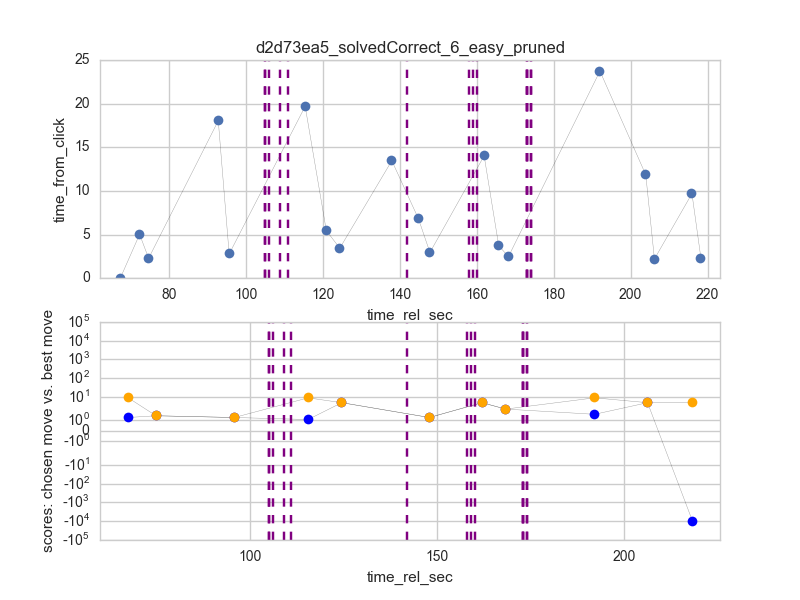 d2d73ea5_solvedCorrect_6_easy_pruned
time_from_click
25
20
15
10
5
0
80 100 120 140 160 180 200 220
time_rel_sec
scores: chosen move vs. best move
10^5
10^4
10^3
10^2
10^1
10^0
0
-10^0
-10^1
-10^2
-10^3
-10^4
-10^5
100 150 200
time_rel_sec